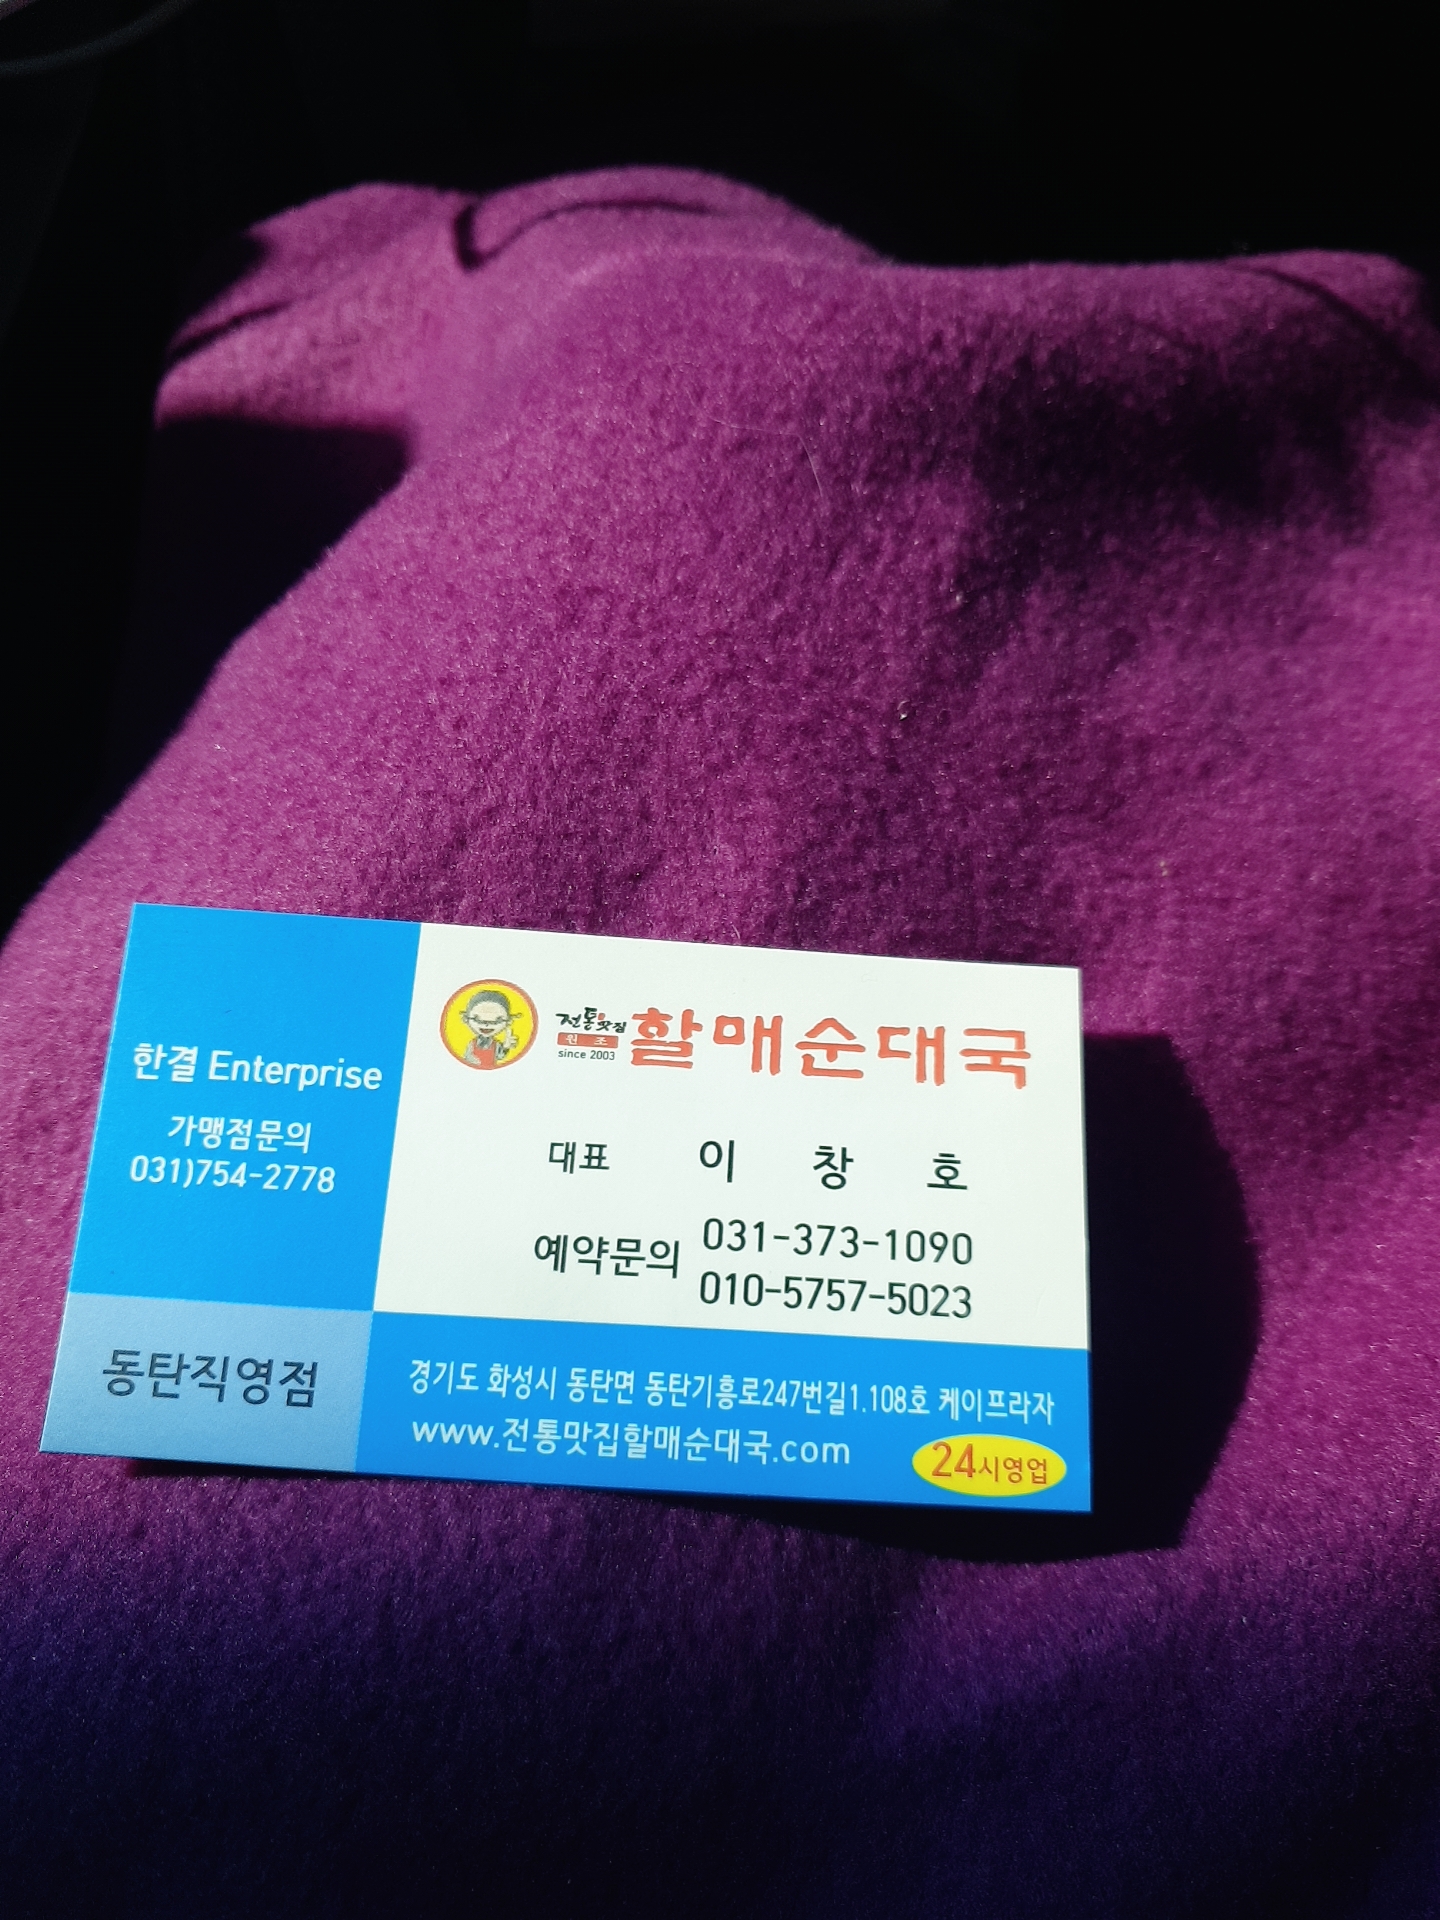 한결 Enterprise
가맹점문의
031)754-2778
동탄직영점
전통맛집
원조
since 2003
할매순대국
대표 이 창 호
예약문의 031-373-1090
010-5757-5023
경기도 화성시 동탄면 동탄기흥로247번길1.108호 케이프라자
www.전통맛집할매순대국.com
24시영업